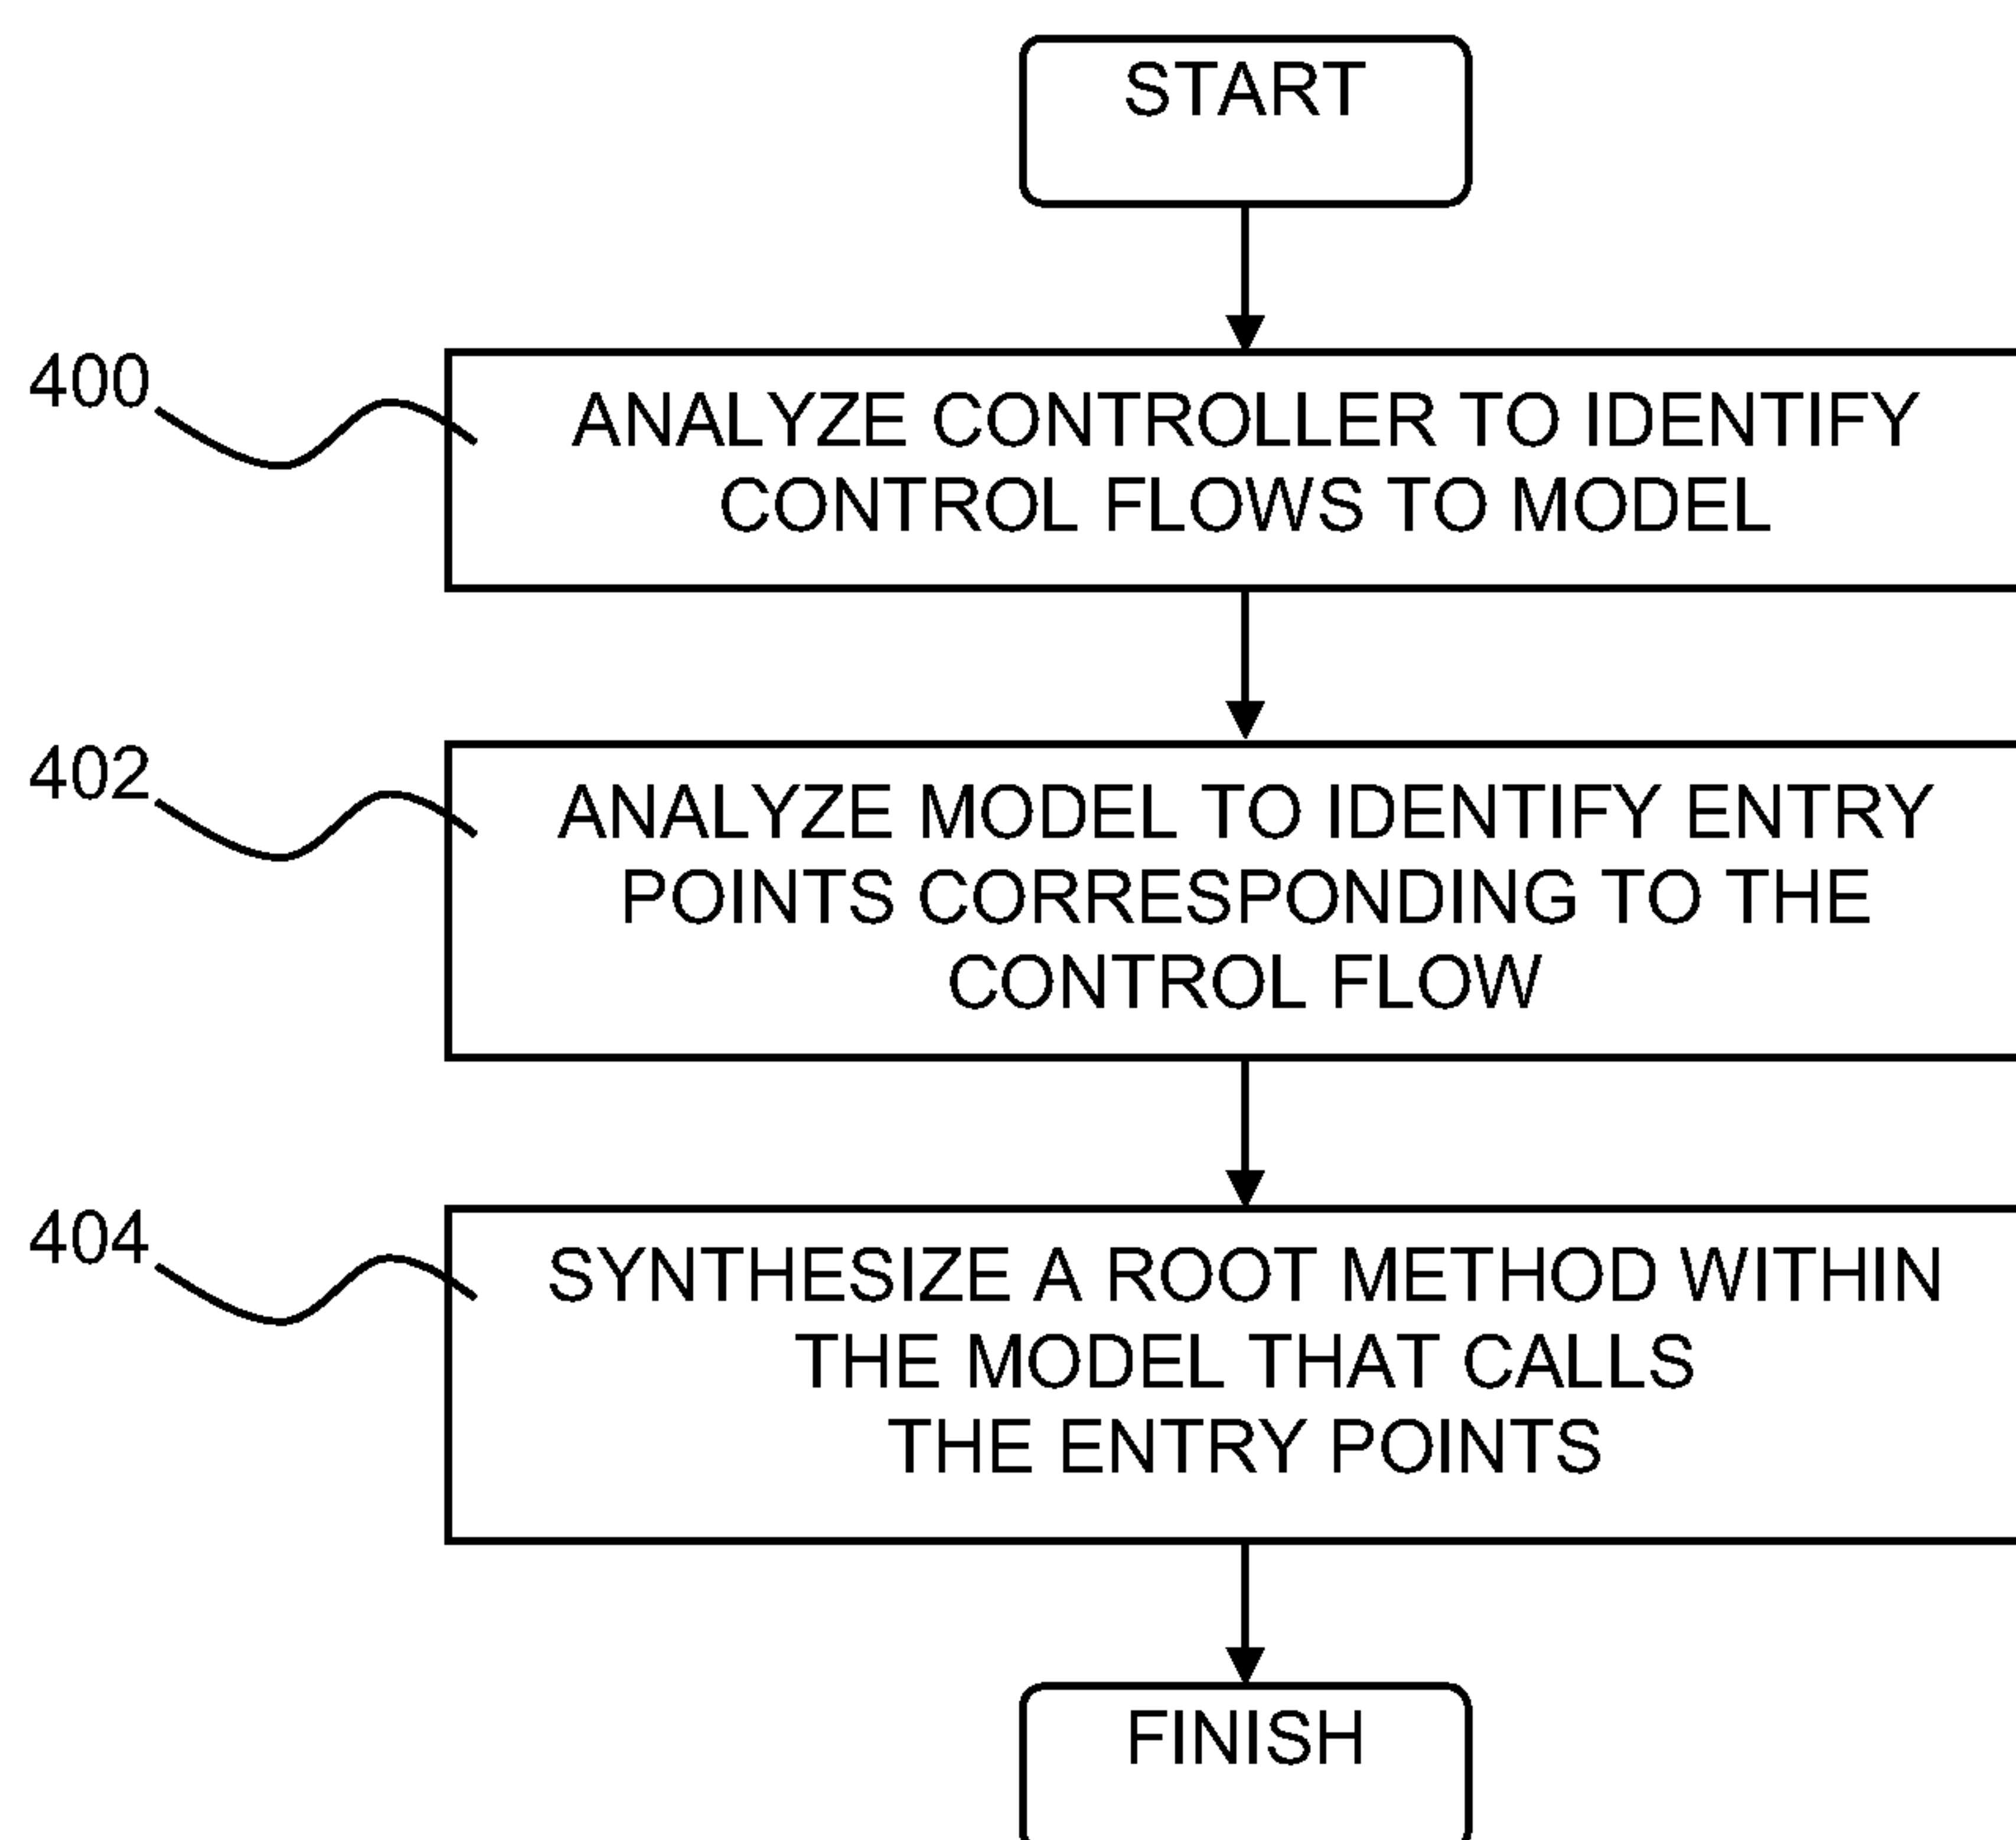 START
400
ANALYZE CONTROLLER TO IDENTIFY
CONTROL FLOWS TO MODEL
402
ANALYZE MODEL TO IDENTIFY ENTRY
POINTS CORRESPONDING TO THE
CONTROL FLOW
404
SYNTHESIZE A ROOT METHOD WITHIN
THE MODEL THAT CALLS
THE ENTRY POINTS
FINISH